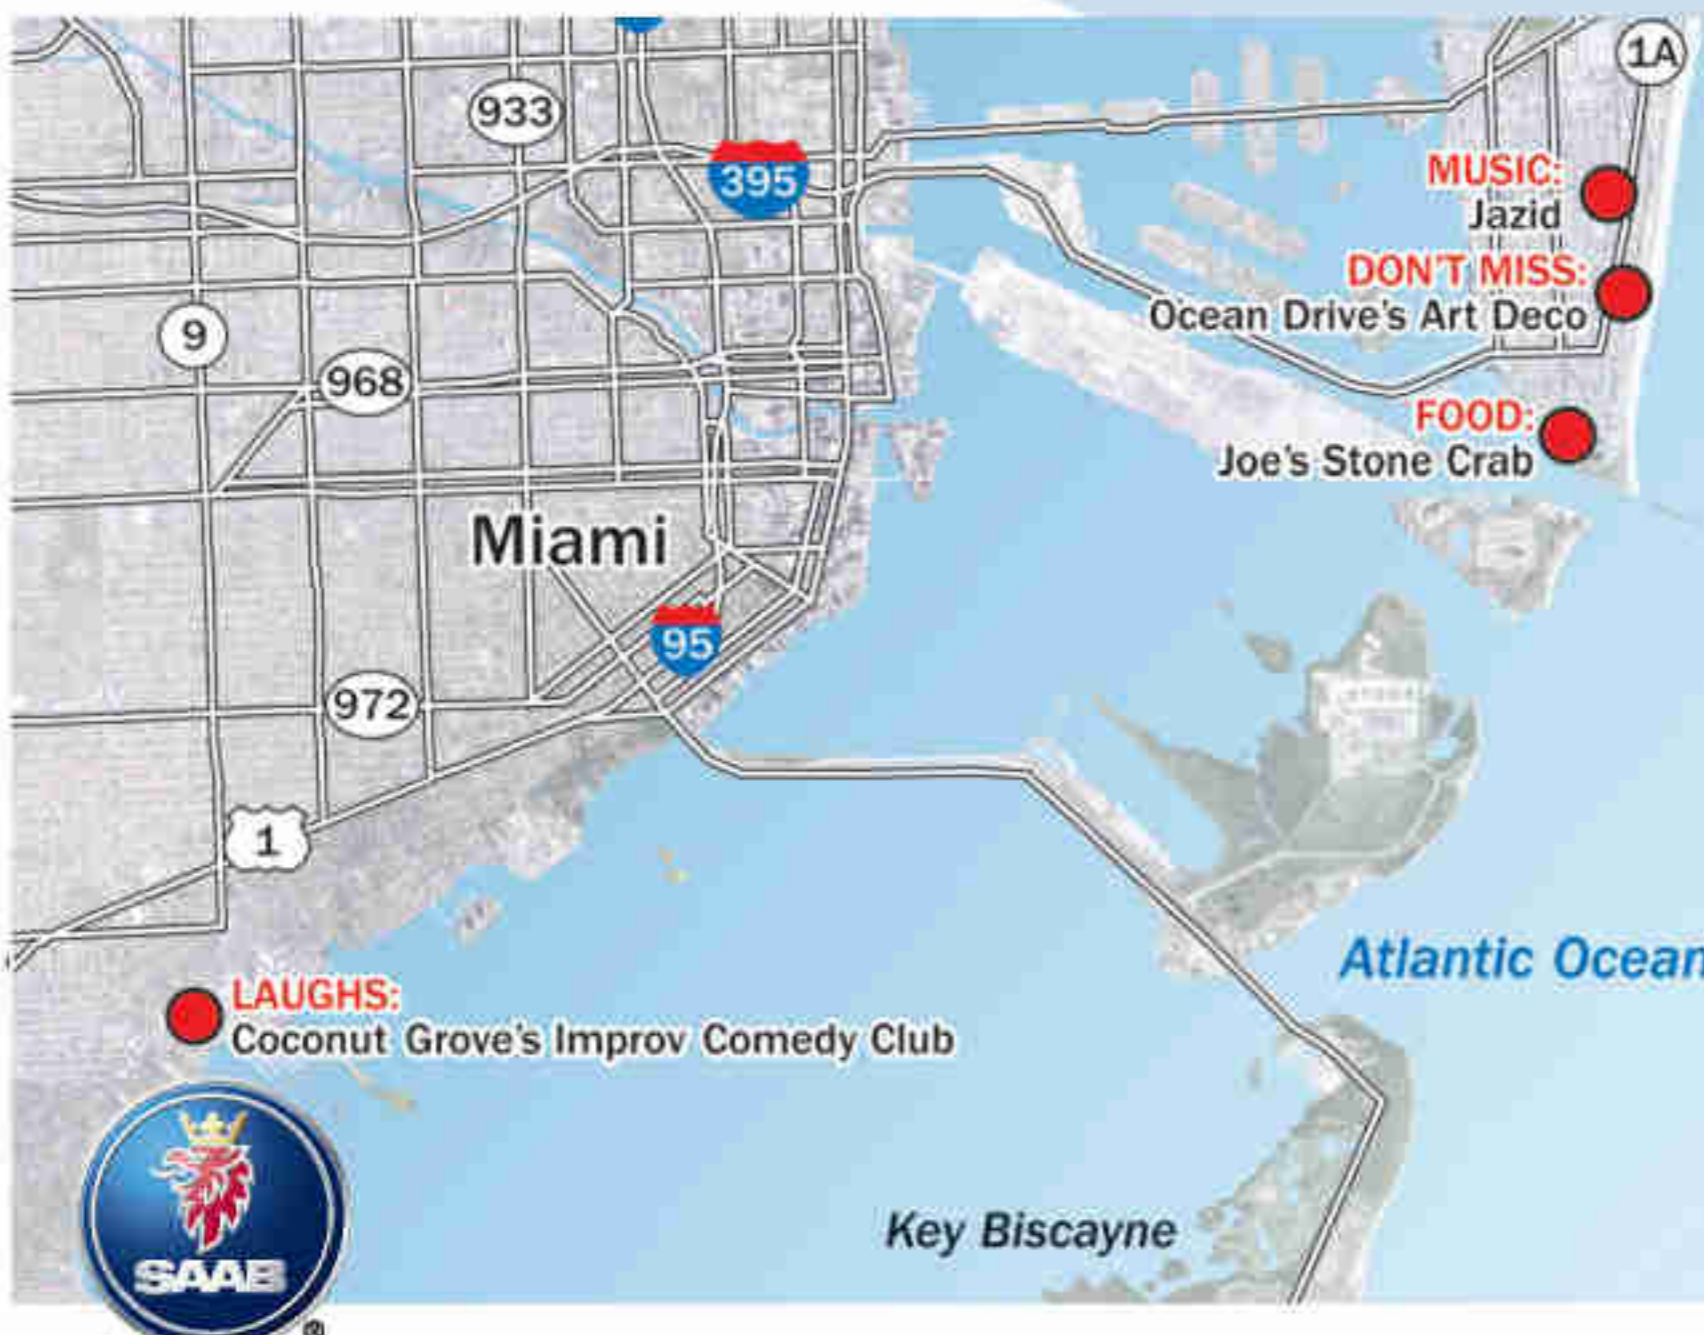 1A
933
395
MUSIC:
Jazid
DON'T MISS:
Ocean Drive's Art Deco
9
968
FOOD:
Joe's Stone Crab
Miami
95
972
1
Atlantic Ocean
LAUGHS:
Coconut Grove's Improv Comedy Club
Key Biscayne
SAAB
®